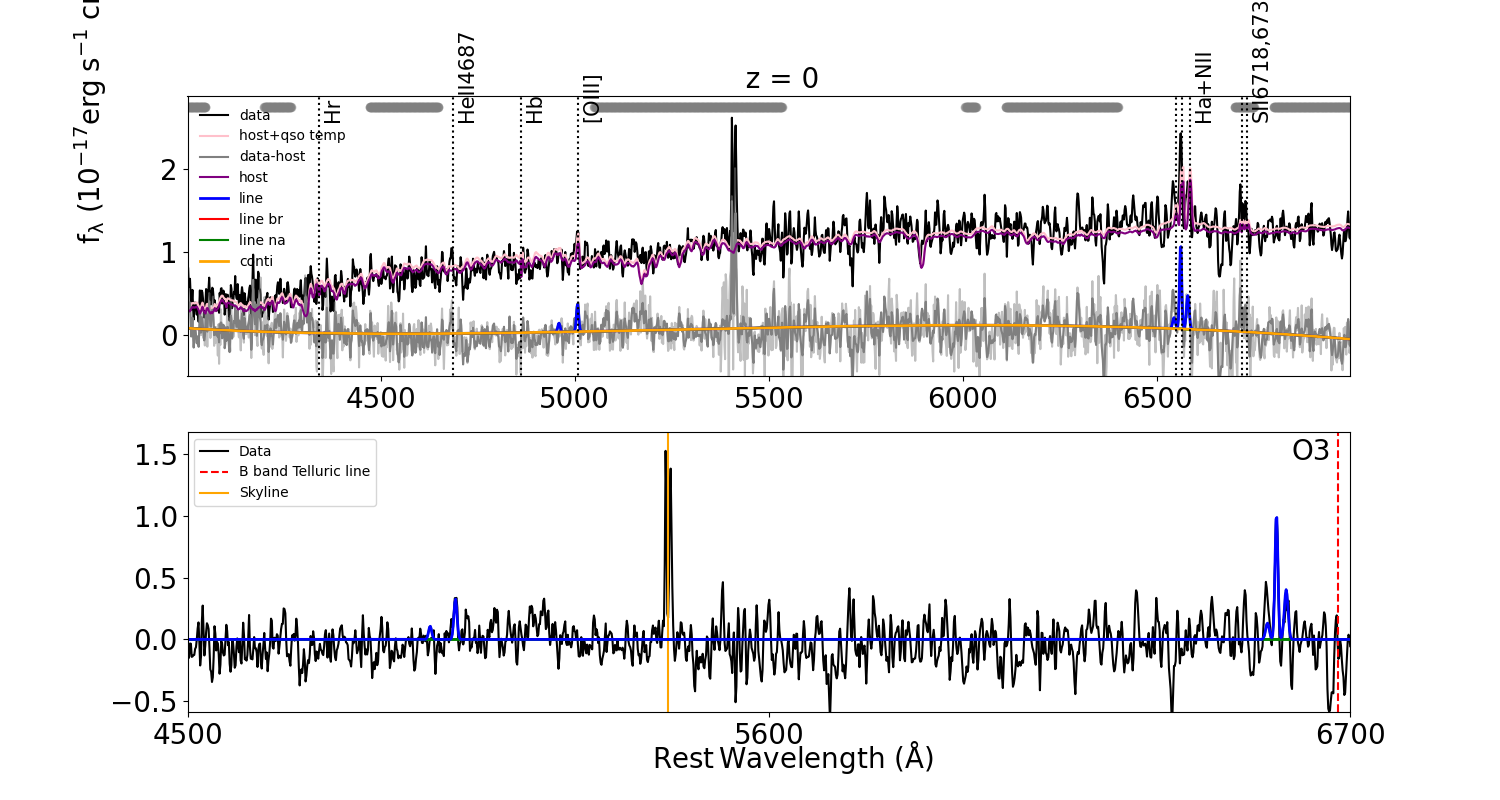 z = 0
Hr
HeII4687
Hb
[OIII]
Ha+NII
SII6718,673
f_λ (10^−17 erg s^−1 c
data
host+qso temp
data-host
host
line
line br
line na
conti
2
1
0
4500 5000 5500 6000 6500
O3
Data
B band Telluric line
Skyline
1.5
1.0
0.5
0.0
−0.5
4500 5600 6700
Rest Wavelength (Å)